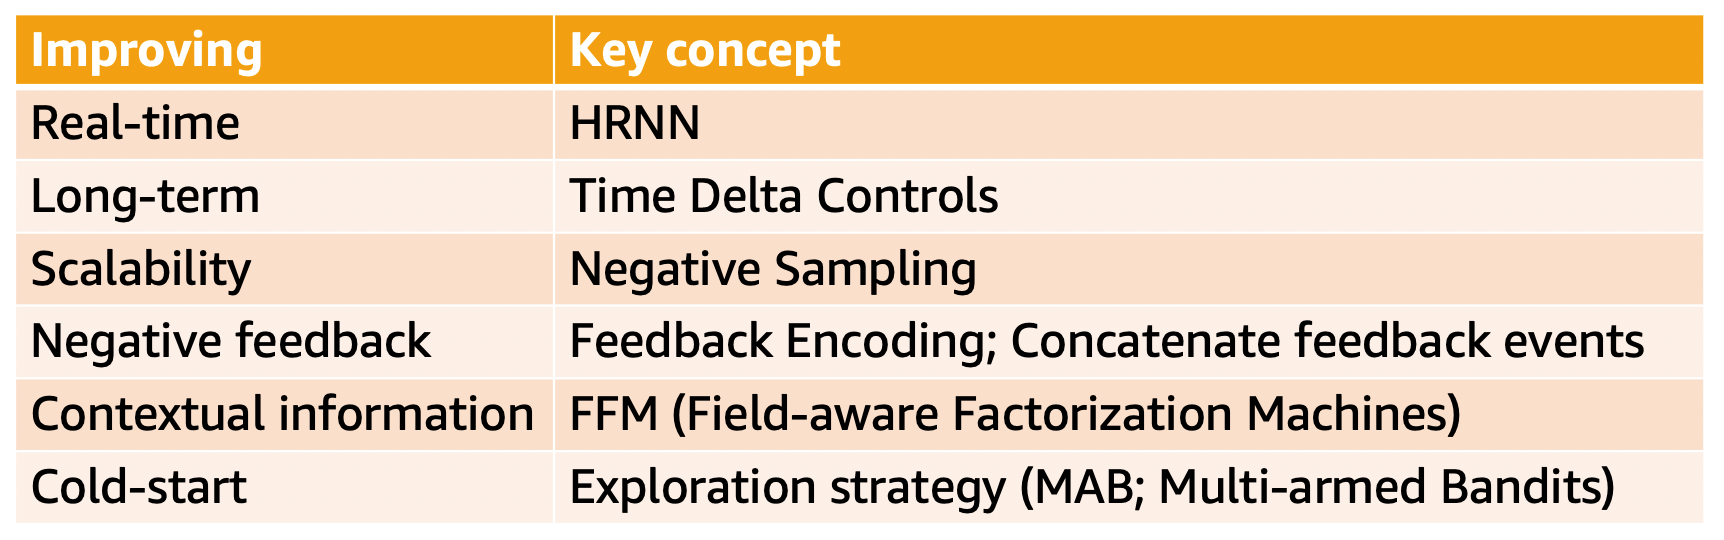 Improving Key concept
Real-time HRNN
Long-term Time Delta Controls
Scalability Negative Sampling
Negative feedback Feedback Encoding; Concatenate feedback events
Contextual information FFM (Field-aware Factorization Machines)
Cold-start Exploration strategy (MAB; Multi-armed Bandits)